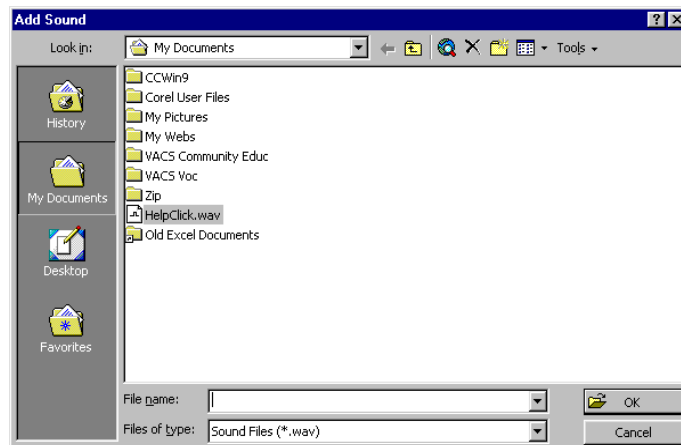 Add Sound
Look in: My Documents Tools
History
My Documents
Desktop
Favorites
CCWin9
Corel User Files
My Pictures
My Webs
VACS Community Educ
VACS Voc
Zip
HelpClick.wav
Old Excel Documents
File name: OK
Files of type: Sound Files (*.wav) Cancel